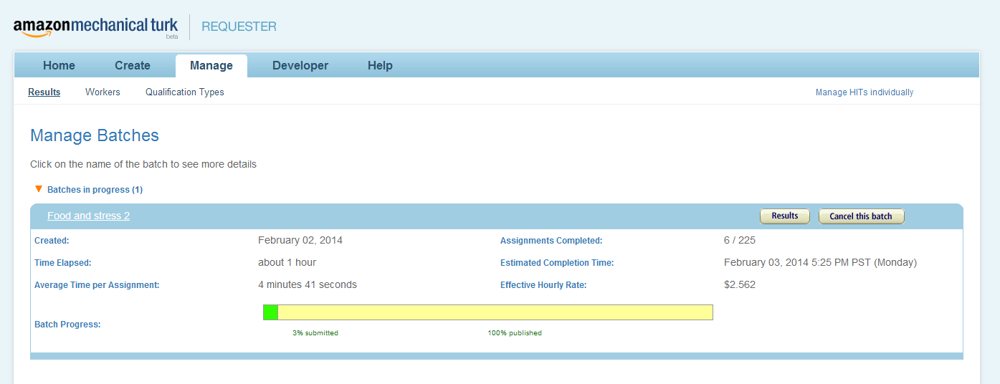 amazonmechanical turk
beta
REQUESTER
Home Create Manage Developer Help
Results Workers Qualification Types Manage HITs individually
Manage Batches
Click on the name of the batch to see more details
Batches in progress (1)
Food and stress 2 Results Cancel this batch
Created: February 02, 2014 Assignments Completed: 6 / 225
Time Elapsed: about 1 hour Estimated Completion Time: February 03, 2014 5:25 PM PST (Monday)
Average Time per Assignment: 4 minutes 41 seconds Effective Hourly Rate: $2.562
Batch Progress:
3% submitted 100% published